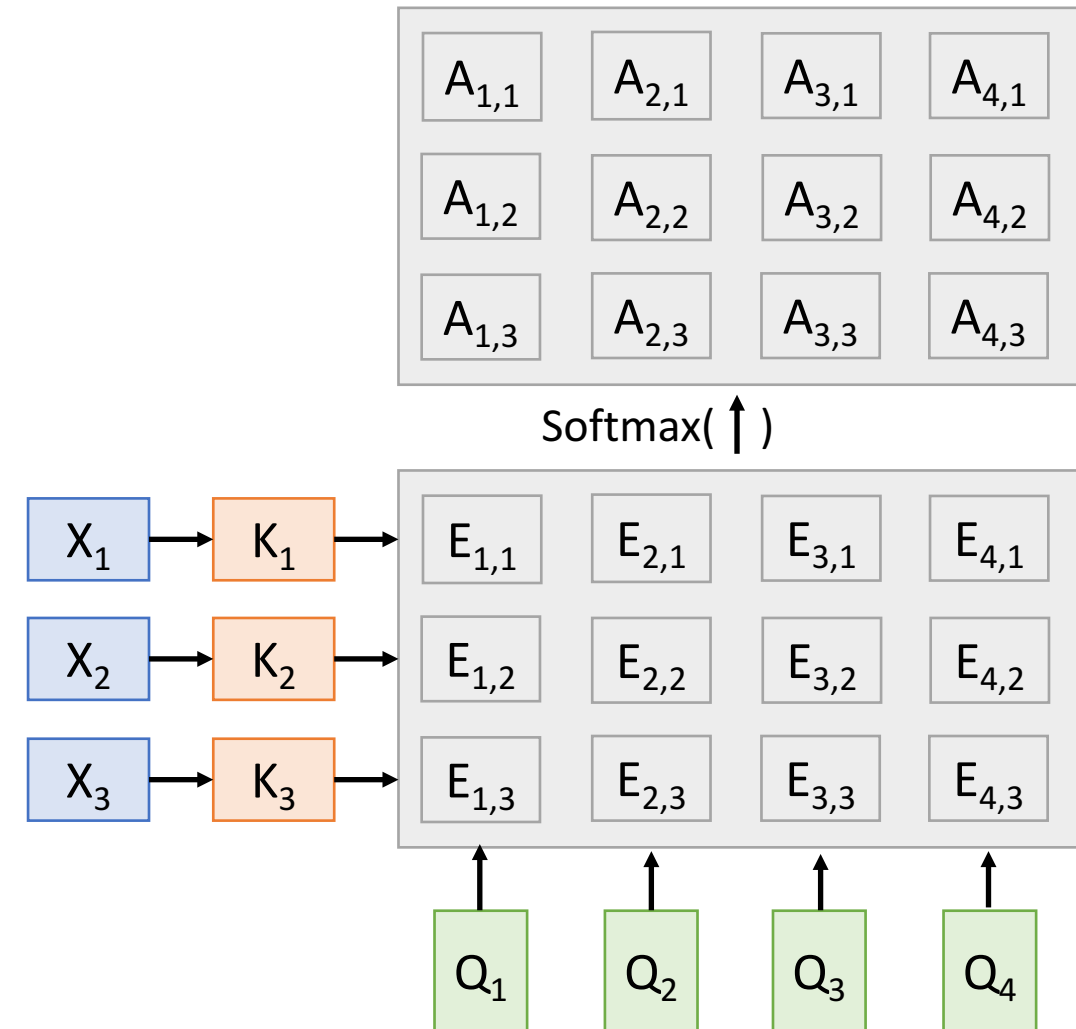 A1,1 A2,1 A3,1 A4,1
A1,2 A2,2 A3,2 A4,2
A1,3 A2,3 A3,3 A4,3
Softmax( ↑ )
X1 K1 E1,1 E2,1 E3,1 E4,1
X2 K2 E1,2 E2,2 E3,2 E4,2
X3 K3 E1,3 E2,3 E3,3 E4,3
Q1 Q2 Q3 Q4